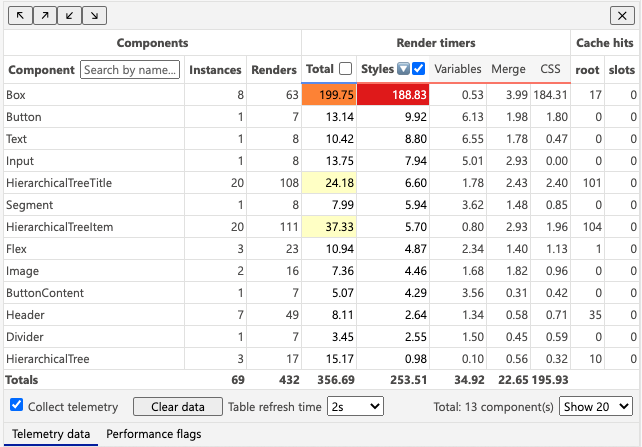 Components Render timers Cache hits
Component Search by name... Instances Renders Total Styles Variables Merge CSS root slots
Box 8 63 199.75 188.83 0.53 3.99 184.31 17 0
Button 1 7 13.14 9.92 6.13 1.98 1.80 0 0
Text 1 8 10.42 8.80 6.55 1.78 0.47 0 0
Input 1 8 13.75 7.94 5.01 2.93 0.00 0 0
HierarchicalTreeTitle 20 108 24.18 6.60 1.78 2.43 2.40 101 0
Segment 1 8 7.99 5.94 3.62 1.48 0.85 0 0
HierarchicalTreeItem 20 111 37.33 5.70 0.80 2.93 1.96 104 0
Flex 3 23 10.94 4.87 2.34 1.40 1.13 1 0
Image 2 16 7.36 4.46 1.68 1.82 0.96 0 0
ButtonContent 1 7 5.07 4.29 3.56 0.31 0.42 0 0
Header 7 49 8.11 2.64 1.34 0.58 0.71 35 0
Divider 1 7 3.45 2.55 1.50 0.45 0.59 0 0
HierarchicalTree 3 17 15.17 0.98 0.10 0.56 0.32 10 0
Totals 69 432 356.69 253.51 34.92 22.65 195.93
Collect telemetry Clear data Table refresh time 2s Total: 13 component(s) Show 20
Telemetry data Performance flags